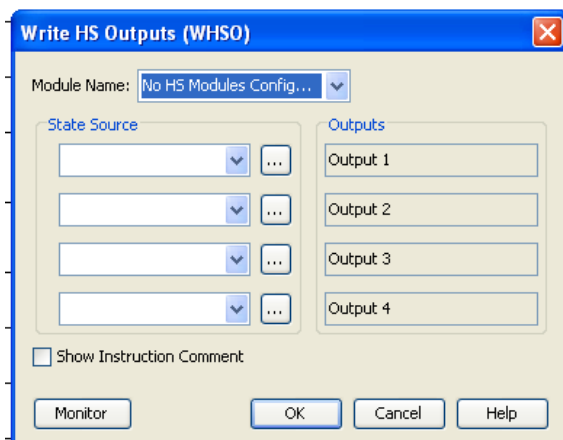 Write HS Outputs (WHSO)
Module Name: No HS Modules Config...
State Source
Outputs
... Output 1
... Output 2
... Output 3
... Output 4
Show Instruction Comment
Monitor OK Cancel Help